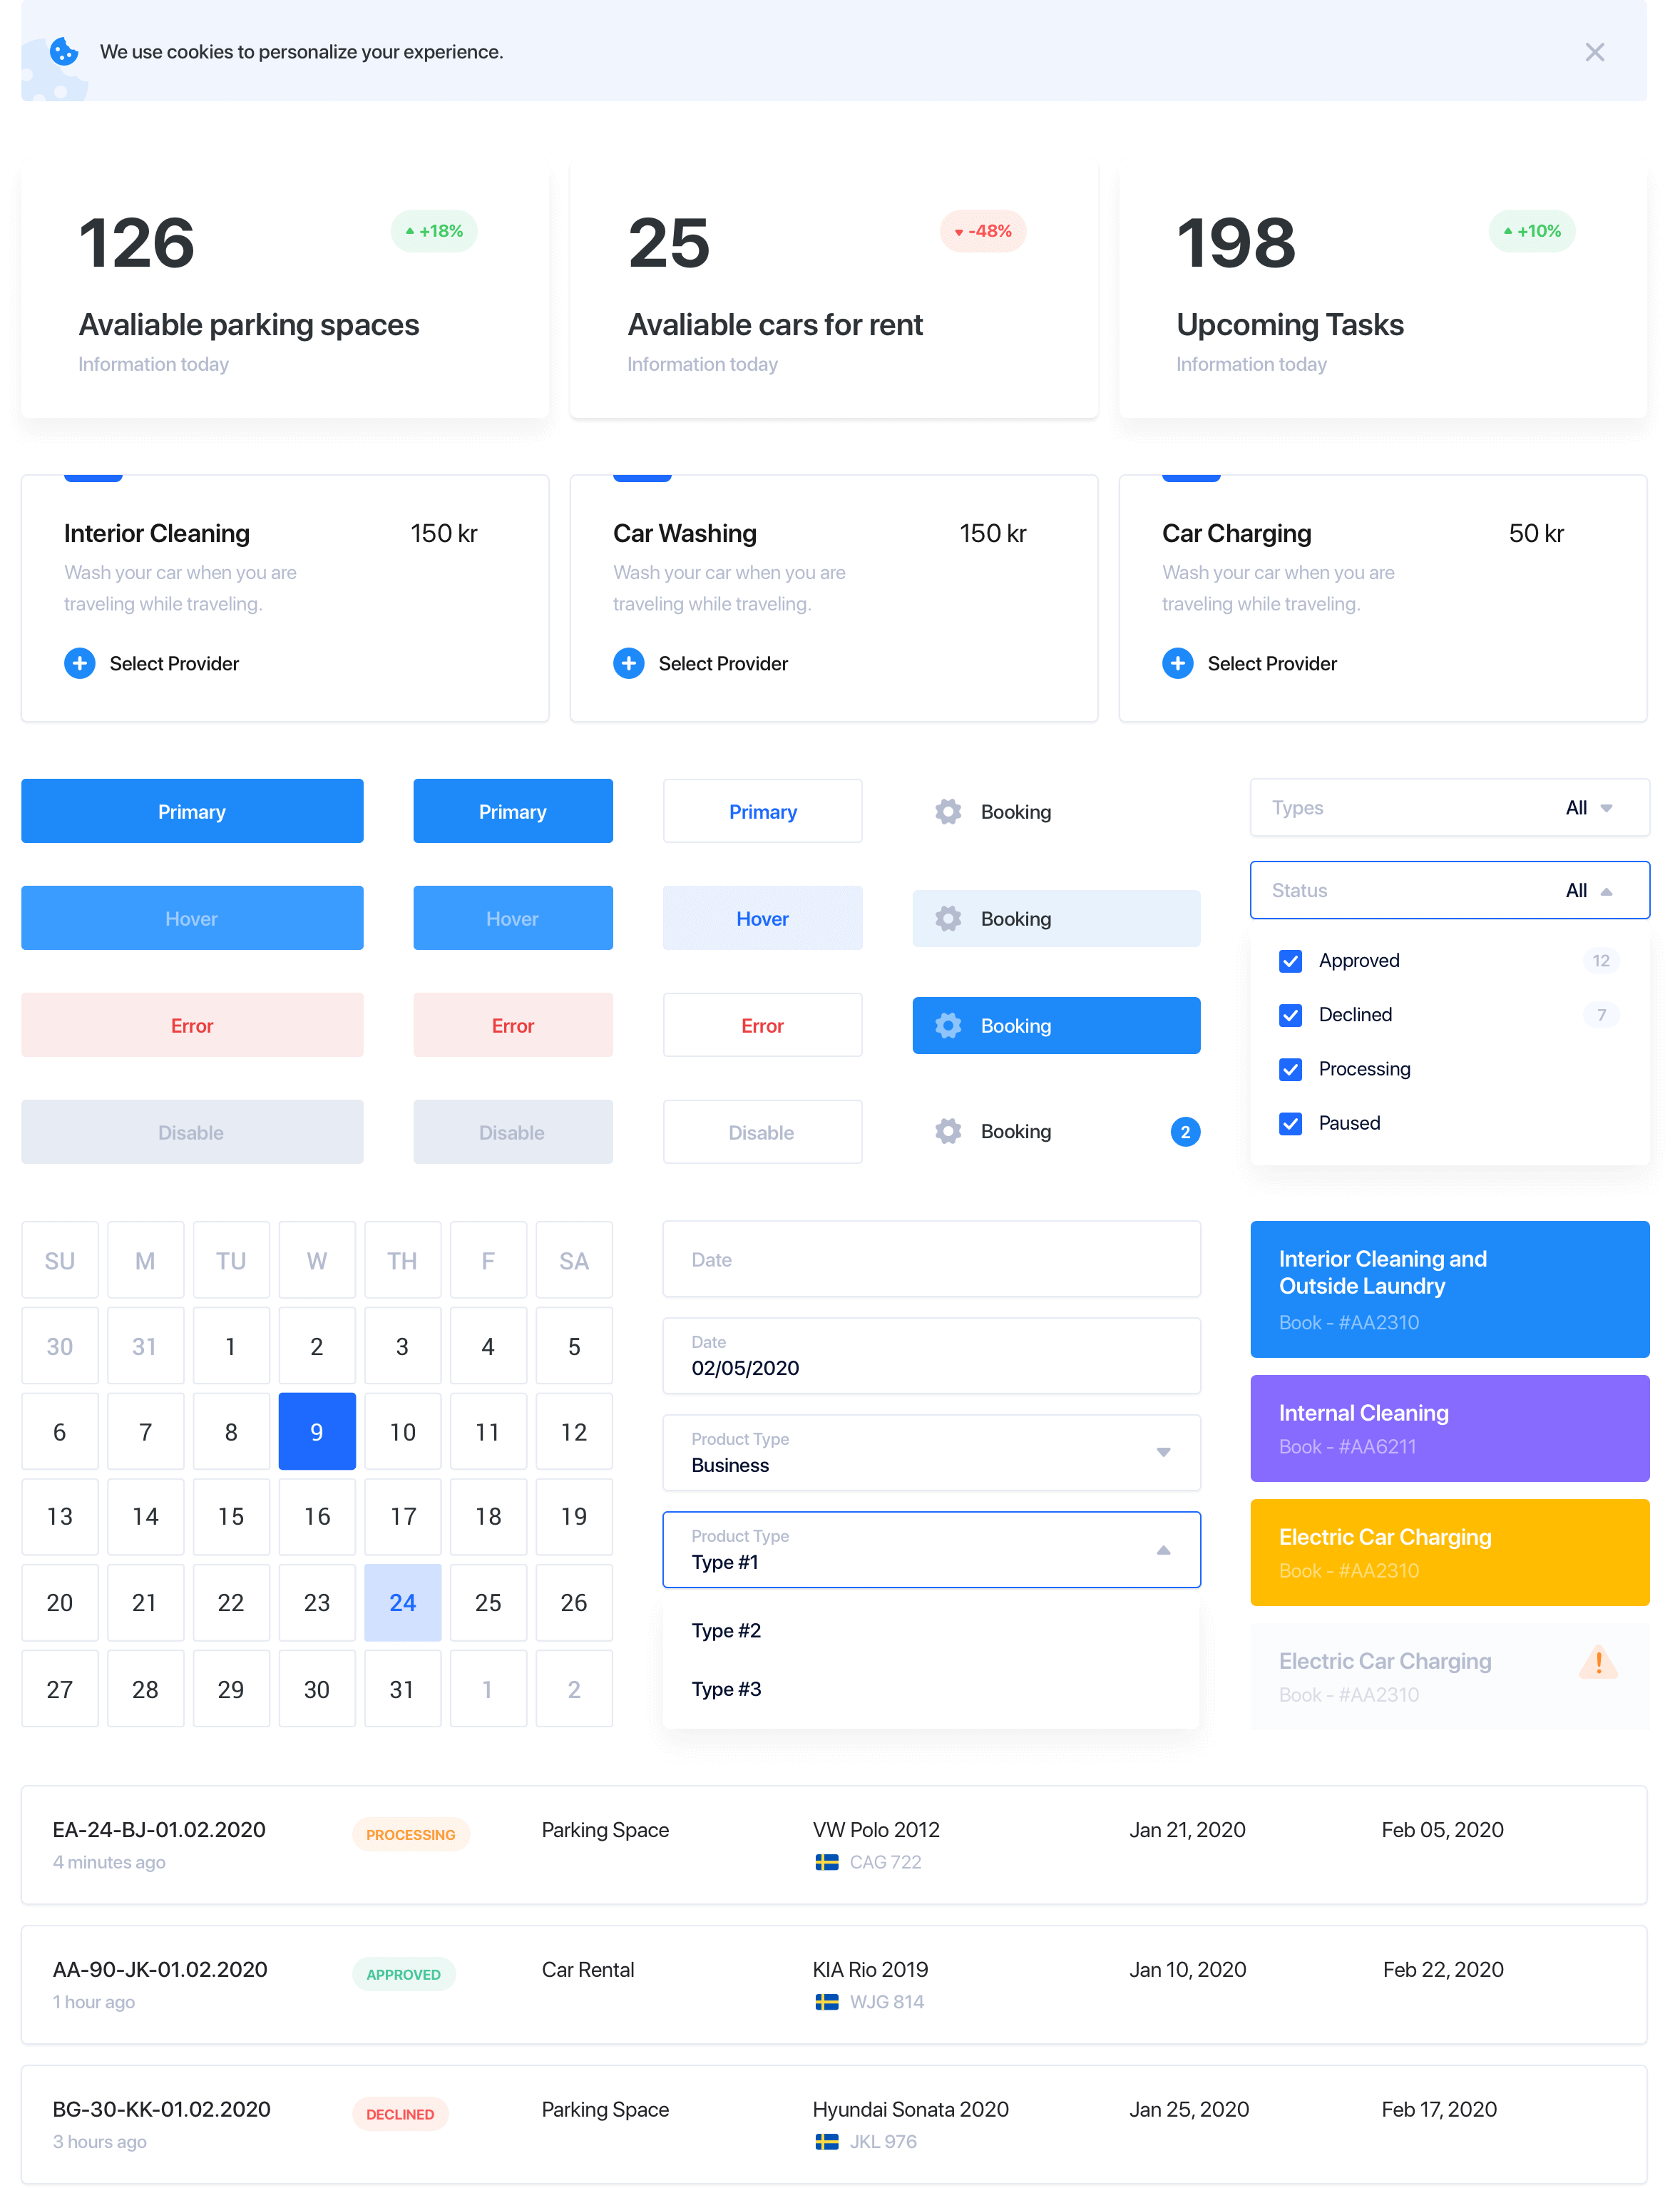 We use cookies to personalize your experience.
126
+18%
Avaliable parking spaces
Information today
25
-48%
Avaliable cars for rent
Information today
198
+10%
Upcoming Tasks
Information today
Interior Cleaning 150 kr
Wash your car when you are
traveling while traveling.
Select Provider
Car Washing 150 kr
Wash your car when you are
traveling while traveling.
Select Provider
Car Charging 50 kr
Wash your car when you are
traveling while traveling.
Select Provider
Primary Primary Primary Booking
Hover Hover Hover Booking
Error Error Error Booking
Disable Disable Disable Booking 2
Types All
Status All
Approved 12
Declined 7
Processing
Paused
SU M TU W TH F SA
30 31 1 2 3 4 5
6 7 8 9 10 11 12
13 14 15 16 17 18 19
20 21 22 23 24 25 26
27 28 29 30 31 1 2
Date
Date
02/05/2020
Product Type
Business
Product Type
Type #1
Type #2
Type #3
Interior Cleaning and
Outside Laundry
Book - #AA2310
Internal Cleaning
Book - #AA6211
Electric Car Charging
Book - #AA2310
Electric Car Charging
Book - #AA2310
EA-24-BJ-01.02.2020 PROCESSING Parking Space VW Polo 2012 Jan 21, 2020 Feb 05, 2020
4 minutes ago CAG 722
AA-90-JK-01.02.2020 APPROVED Car Rental KIA Rio 2019 Jan 10, 2020 Feb 22, 2020
1 hour ago WJG 814
BG-30-KK-01.02.2020 DECLINED Parking Space Hyundai Sonata 2020 Jan 25, 2020 Feb 17, 2020
3 hours ago JKL 976